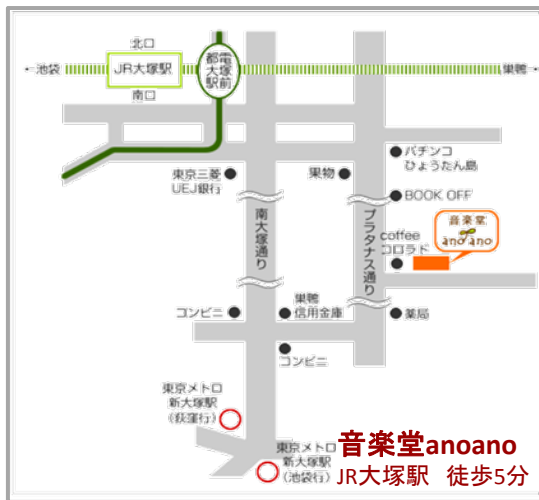 北口
←池袋
JR大塚駅
都電
大塚
駅前
巣鴨→
南口
パチンコ
ひょうたん島
東京三菱
UEJ銀行
果物
BOOK OFF
南大塚通り
プラタナス通り
音楽堂
anoano
coffee
コロラド
コンビニ
巣鴨
信用金庫
薬局
コンビニ
東京メトロ
新大塚駅
(荻窪行)
東京メトロ
新大塚駅
(池袋行)
音楽堂anoano
JR大塚駅 徒歩5分